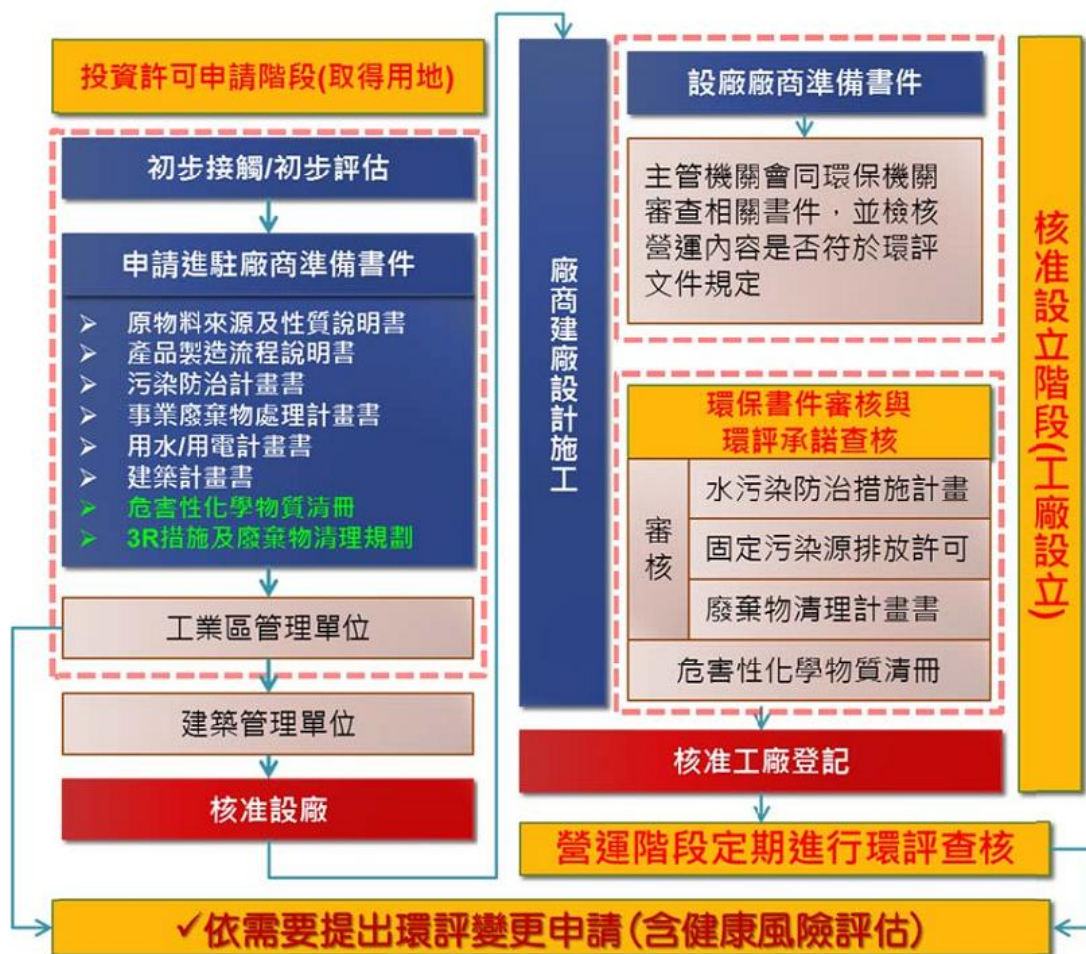 投資許可申請階段(取得用地)
初步接觸/初步評估
申請進駐廠商準備書件
➢ 原物料來源及性質說明書
➢ 產品製造流程說明書
➢ 污染防治計畫書
➢ 事業廢棄物處理計畫書
➢ 用水/用電計畫書
➢ 建築計畫書
➢ 危害性化學物質清冊
➢ 3R措施及廢棄物清理規劃
工業區管理單位
建築管理單位
核准設廠
廠商建廠設計施工
設廠廠商準備書件
主管機關會同環保機關
審查相關書件，並檢核
營運內容是否符於環評
文件規定
環保書件審核與
環評承諾查核
審核
水污染防治措施計畫
固定污染源排放許可
廢棄物清理計畫書
危害性化學物質清冊
核准工廠登記
核准設立階段(工廠設立)
營運階段定期進行環評查核
✓依需要提出環評變更申請(含健康風險評估)